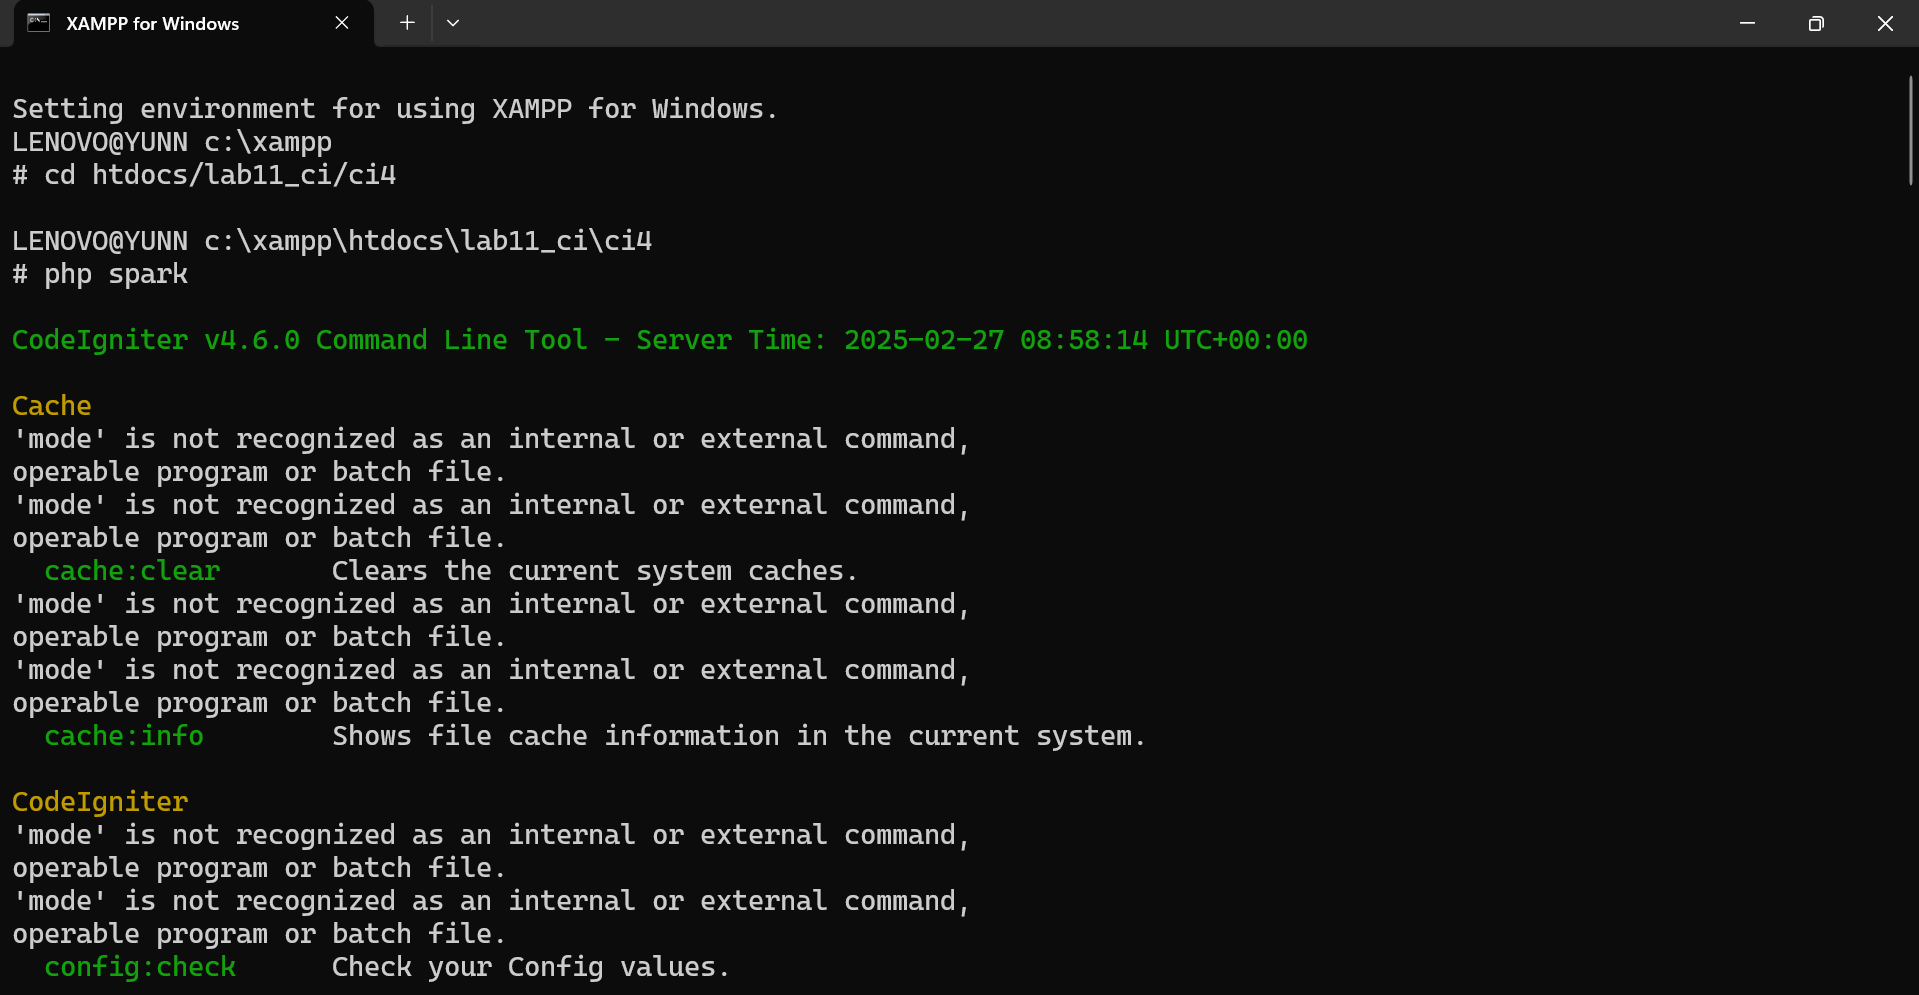 XAMPP for Windows
Setting environment for using XAMPP for Windows.
LENOVO@YUNN c:\xampp
# cd htdocs/lab11_ci/ci4
LENOVO@YUNN c:\xampp\htdocs\lab11_ci\ci4
# php spark
CodeIgniter v4.6.0 Command Line Tool - Server Time: 2025-02-27 08:58:14 UTC+00:00
Cache
'mode' is not recognized as an internal or external command,
operable program or batch file.
'mode' is not recognized as an internal or external command,
operable program or batch file.
cache:clear Clears the current system caches.
'mode' is not recognized as an internal or external command,
operable program or batch file.
'mode' is not recognized as an internal or external command,
operable program or batch file.
cache:info Shows file cache information in the current system.
CodeIgniter
'mode' is not recognized as an internal or external command,
operable program or batch file.
'mode' is not recognized as an internal or external command,
operable program or batch file.
config:check Check your Config values.